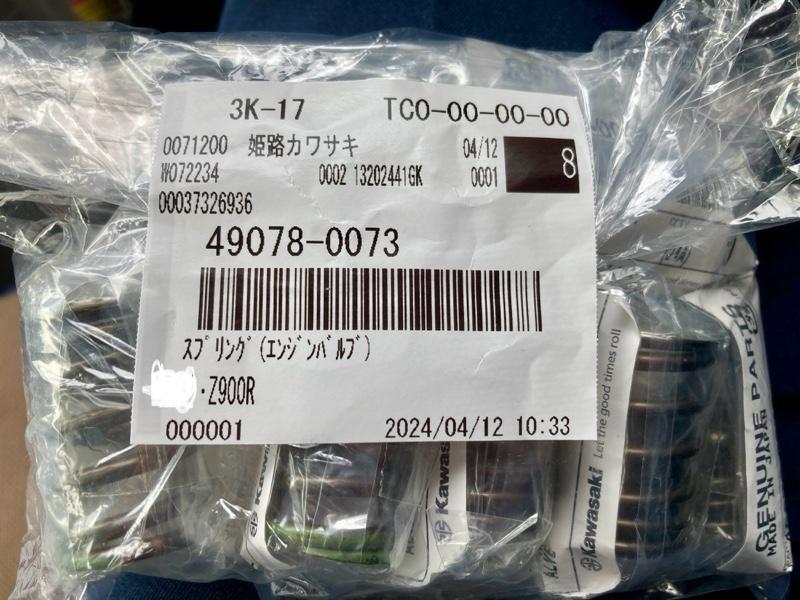 3K-17 TC0-00-00-00
0071200 姫路カワサキ 04/12 8
W072234 0002 13202441GK 0001
00037326936
49078-0073
スプリング(エンジンバルブ)
・Z900R
000001 2024/04/12 10:33
Kawasaki
Kawasaki Let the good times roll
GENUINE PARTS
MADE IN JAPAN